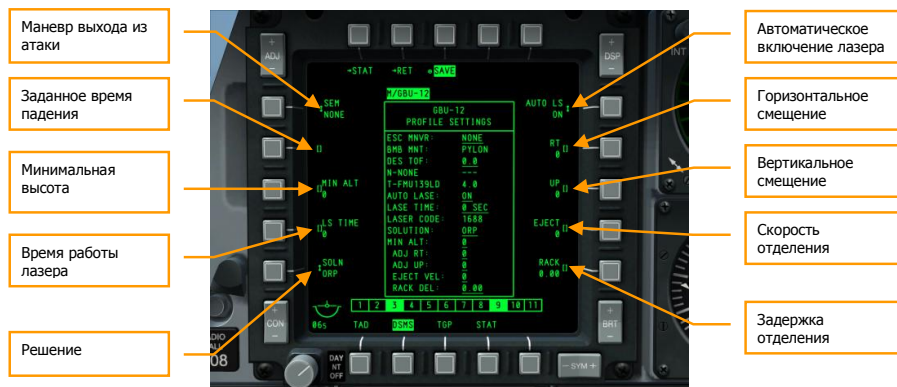 Маневр выхода из
атаки
Заданное время
падения
Минимальная
высота
Время работы
лазера
Решение
Автоматическое
включение лазера
Горизонтальное
смещение
Вертикальное
смещение
Скорость
отделения
Задержка
отделения
+
ADJ
-
+
DSP
-
INT
→STAT →RET SAVE
M/GBU-12
SEM
NONE
MIN ALT
0
LS TIME
0
SOLN
ORP
GBU-12
PROFILE SETTINGS
ESC MNVR: NONE
BMB MNT: PYLON
DES TOF: 0.0
N-NONE ---
T-FMU139LD 4.0
AUTO LASE: ON
LASE TIME: 0 SEC
LASER CODE: 1688
SOLUTION: ORP
MIN ALT: 0
ADJ RT: 0
ADJ UP: 0
EJECT VEL: 0
RACK DEL: 0.00
AUTO LS
ON
RT
0
UP
0
EJECT
0
RACK
0.00
1 2 3 4 5 6 7 8 9 10 11
065 TAD DSMS TGP STAT
+
CON
-
+
BRT
-
08
DAY
NT
OFF
- SYM +